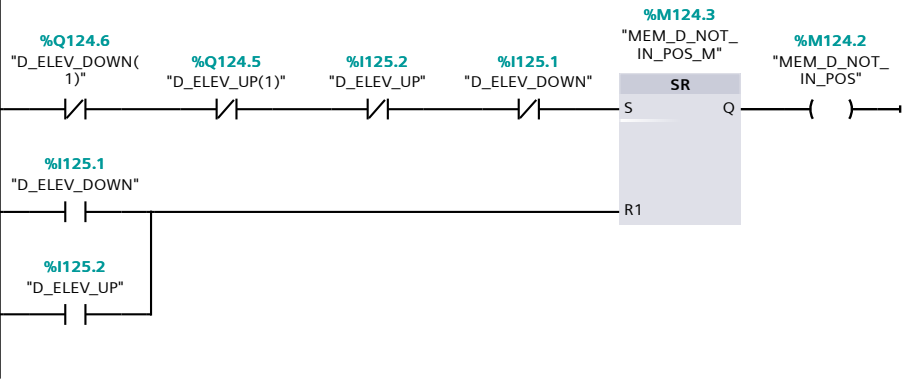 %M124.3
"MEM_D_NOT_
IN_POS_M"
%Q124.6
"D_ELEV_DOWN(
1)"
%Q124.5
"D_ELEV_UP(1)"
%I125.2
"D_ELEV_UP"
%I125.1
"D_ELEV_DOWN"
%M124.2
"MEM_D_NOT_
IN_POS"
SR
S
Q
%I125.1
"D_ELEV_DOWN"
R1
%I125.2
"D_ELEV_UP"